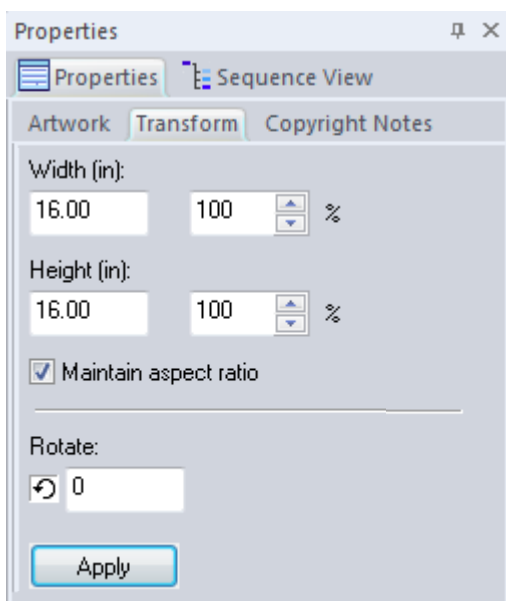 Properties
Properties Sequence View
Artwork Transform Copyright Notes
Width (in):
16.00 100 %
Height (in):
16.00 100 %
Maintain aspect ratio
Rotate:
0
Apply